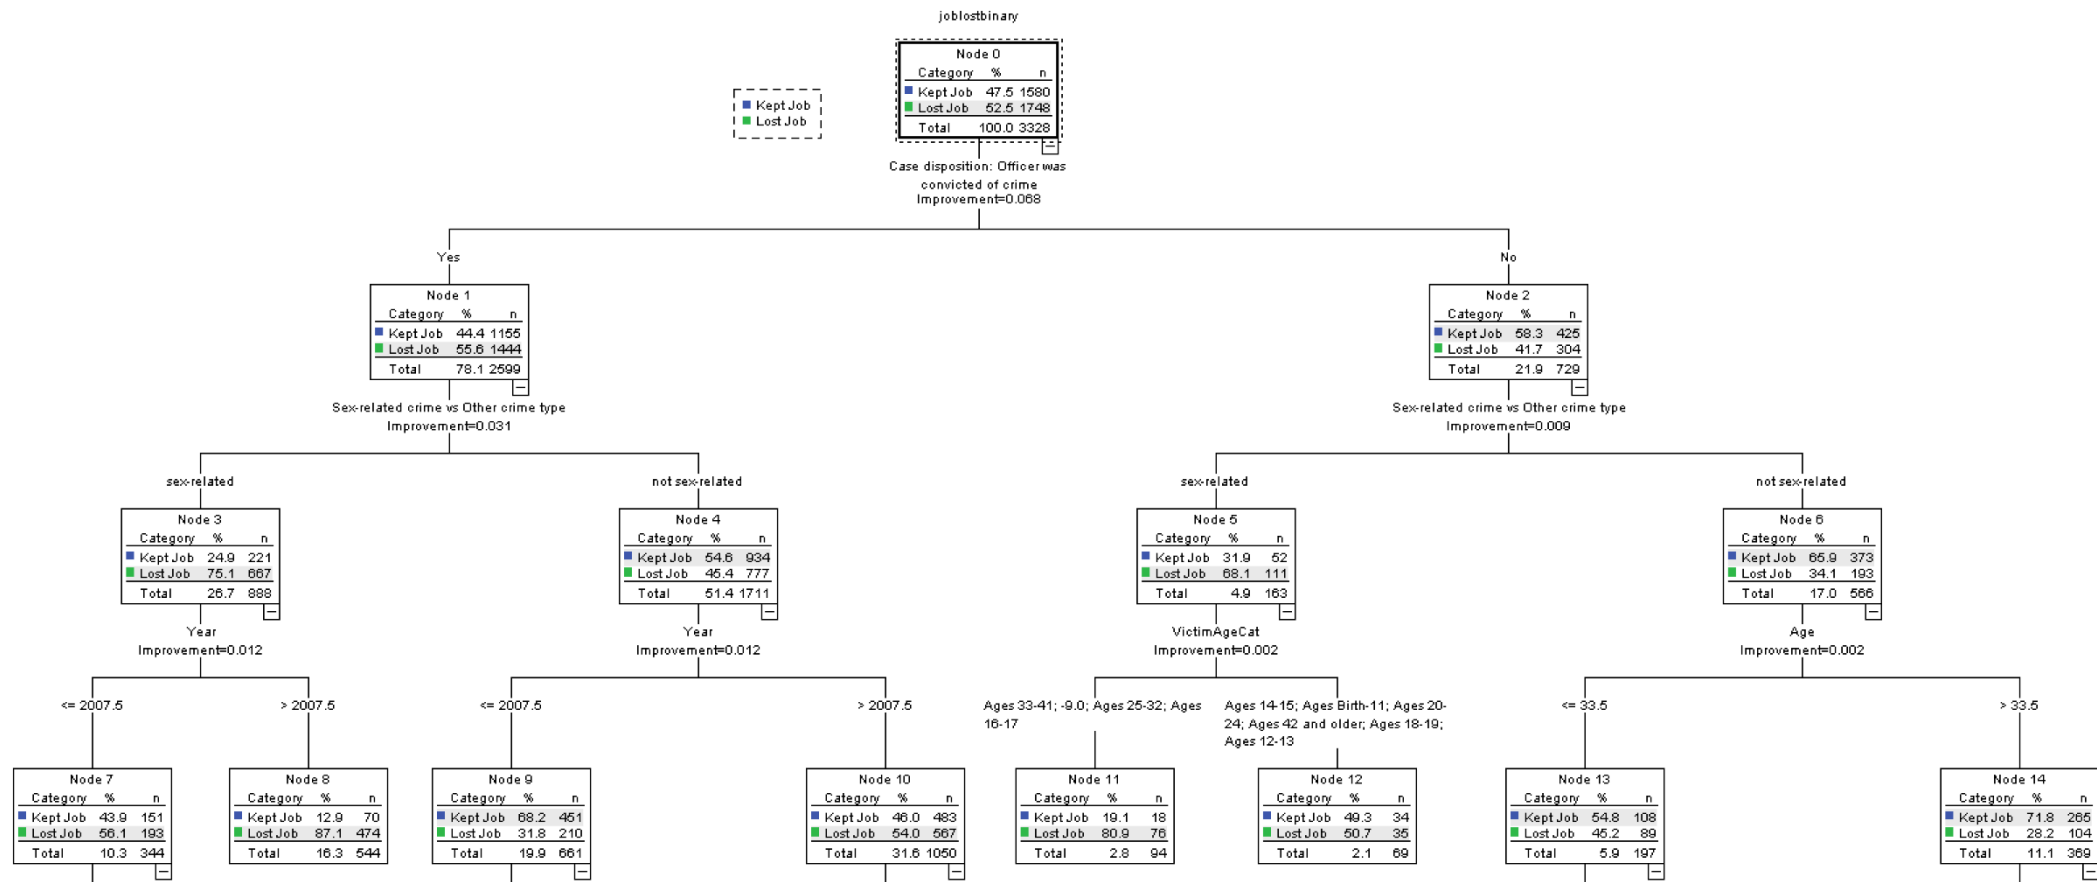 joblostbinary
Node 0
Category % n
Kept Job 47.5 1580
Lost Job 52.5 1748
Total 100.0 3328
Kept Job
Lost Job
Case disposition: Officer was
convicted of crime
Improvement=0.068
Yes
No
Node 1
Category % n
Kept Job 44.4 1155
Lost Job 55.6 1444
Total 78.1 2599
Node 2
Category % n
Kept Job 58.3 425
Lost Job 41.7 304
Total 21.9 729
Sex-related crime vs Other crime type
Improvement=0.031
Sex-related crime vs Other crime type
Improvement=0.009
sex-related
not sex-related
sex-related
not sex-related
Node 3
Category % n
Kept Job 24.9 221
Lost Job 75.1 667
Total 26.7 888
Node 4
Category % n
Kept Job 54.6 934
Lost Job 45.4 777
Total 51.4 1711
Node 5
Category % n
Kept Job 31.9 52
Lost Job 68.1 111
Total 4.9 163
Node 6
Category % n
Kept Job 65.9 373
Lost Job 34.1 193
Total 17.0 566
Year
Improvement=0.012
Year
Improvement=0.012
VictimAgeCat
Improvement=0.002
Age
Improvement=0.002
<= 2007.5
> 2007.5
<= 2007.5
> 2007.5
Ages 33-41; -9.0; Ages 25-32; Ages
16-17
Ages 14-15; Ages Birth-11; Ages 20-
24; Ages 42 and older; Ages 18-19;
Ages 12-13
<= 33.5
> 33.5
Node 7
Category % n
Kept Job 43.9 151
Lost Job 56.1 193
Total 10.3 344
Node 8
Category % n
Kept Job 12.9 70
Lost Job 87.1 474
Total 16.3 544
Node 9
Category % n
Kept Job 68.2 451
Lost Job 31.8 210
Total 19.9 661
Node 10
Category % n
Kept Job 46.0 483
Lost Job 54.0 567
Total 31.6 1050
Node 11
Category % n
Kept Job 19.1 18
Lost Job 80.9 76
Total 2.8 94
Node 12
Category % n
Kept Job 49.3 34
Lost Job 50.7 35
Total 2.1 69
Node 13
Category % n
Kept Job 54.8 108
Lost Job 45.2 89
Total 5.9 197
Node 14
Category % n
Kept Job 71.8 265
Lost Job 28.2 104
Total 11.1 369